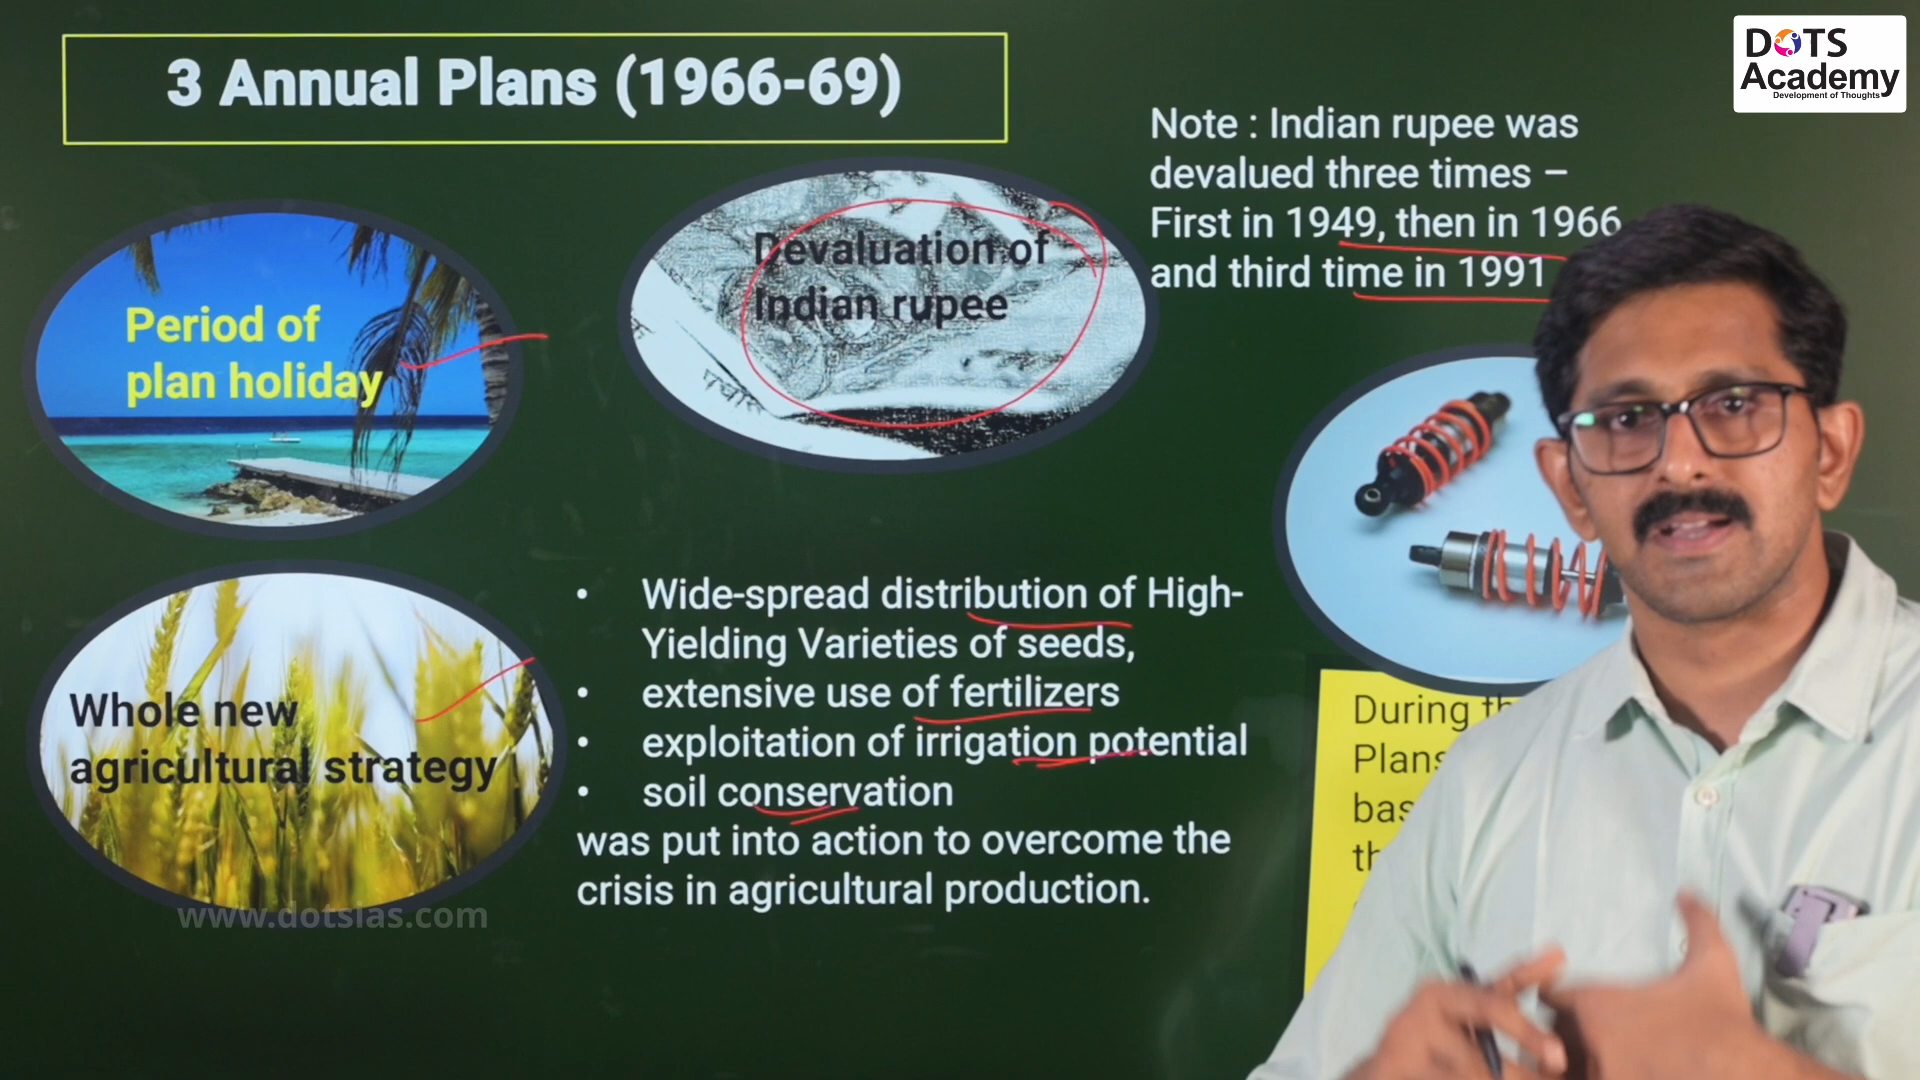 3 Annual Plans (1966-69)
DOTS
Academy
Development of Thoughts
Note : Indian rupee was
devalued three times –
First in 1949, then in 1966
and third time in 1991
Period of
plan holiday
Devaluation of
Indian rupee
Whole new
agricultural strategy
• Wide-spread distribution of High-
Yielding Varieties of seeds,
• extensive use of fertilizers
• exploitation of irrigation potential
• soil conservation
was put into action to overcome the
crisis in agricultural production.
During
Plans
www.dotsias.com